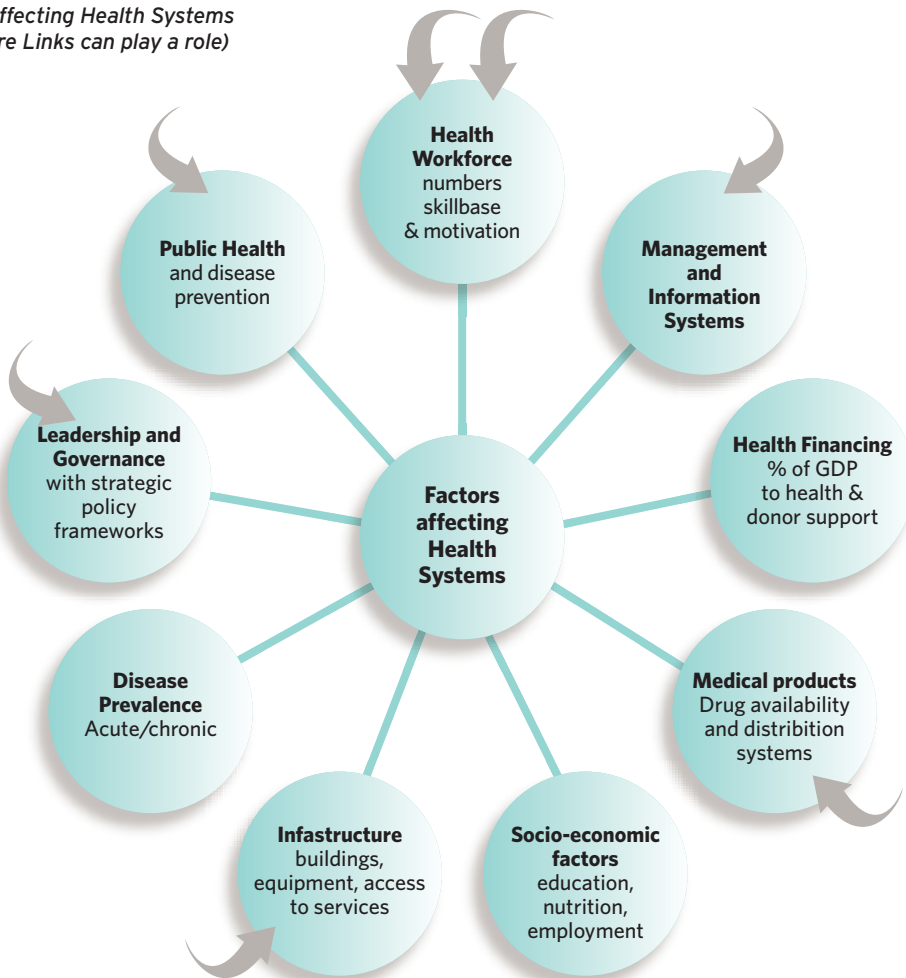 ffecting Health Systems
re Links can play a role)
Health
Workforce
numbers
skillbase
& motivation
Public Health
and disease
prevention
Management
and
Information
Systems
Leadership and
Governance
with strategic
policy
frameworks
Health Financing
% of GDP
to health &
donor support
Factors
affecting
Health
Systems
Disease
Prevalence
Acute/chronic
Medical products
Drug availability
and distribition
systems
Infastructure
buildings,
equipment, access
to services
Socio-economic
factors
education,
nutrition,
employment